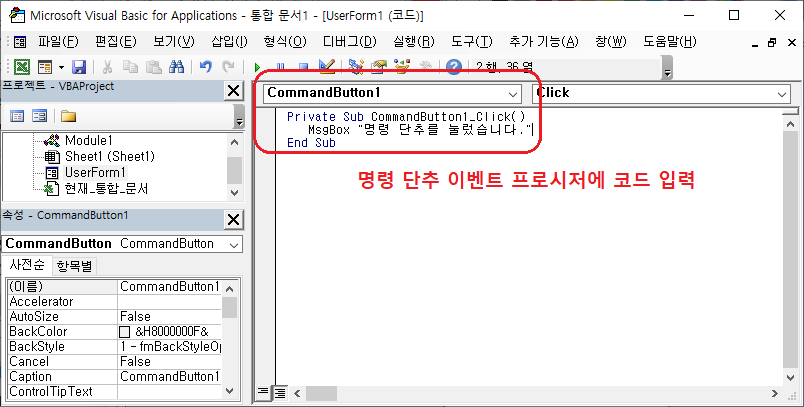 Microsoft Visual Basic for Applications - 통합 문서1 - [UserForm1 (코드)]
파일(F) 편집(E) 보기(V) 삽입(I) 형식(O) 디버그(D) 실행(R) 도구(T) 추가 기능(A) 창(W) 도움말(H)
2 행, 36 열
프로젝트 - VBAProject
Module1
Sheet1 (Sheet1)
UserForm1
현재_통합_문서
속성 - CommandButton1
CommandButton1 CommandButton
사전순 항목별
(이름) CommandButton1
Accelerator
AutoSize False
BackColor &H8000000F&
BackStyle 1 - fmBackStyleOp
Cancel False
Caption CommandButton1
ControlTipText
CommandButton1 Click
Private Sub CommandButton1_Click()
MsgBox "명령 단추를 눌렀습니다."
End Sub
명령 단추 이벤트 프로시저에 코드 입력